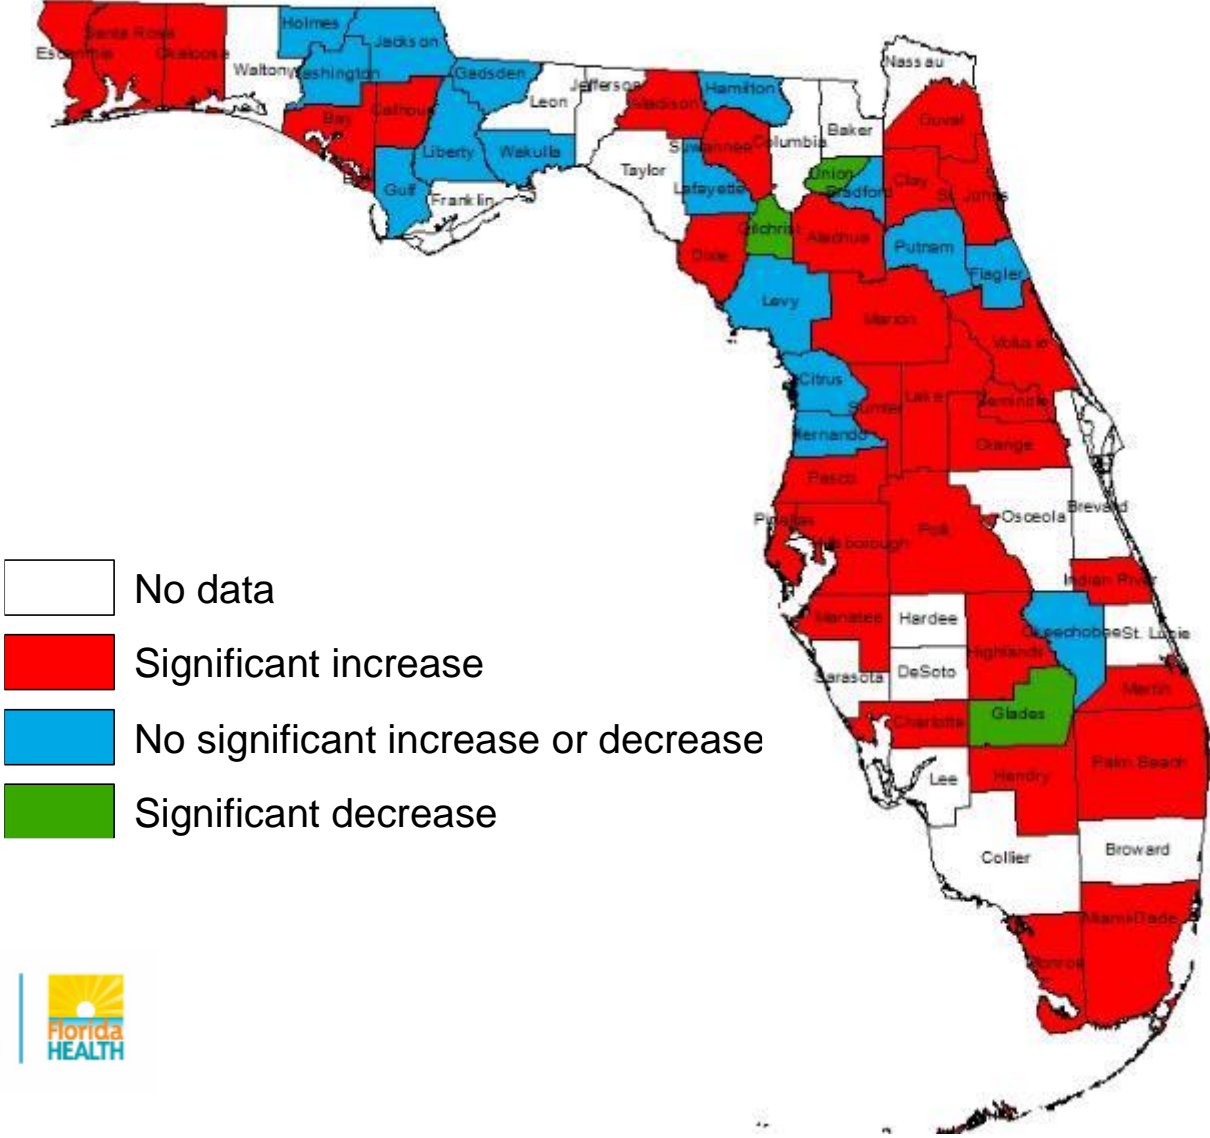 Holmes
Santa Rosa
Jackson
Escambia
Okaloosa
Walton
Washington
Gadsden
Nassau
Jefferson
Hamilton
Leon
Madison
Calhoun
Bay
Duval
Baker
Columbia
Suwannee
Liberty
Wakulla
Taylor
Union
Clay
Bradford
Gulf
Lafayette
St. Johns
Franklin
Gilchrist
Alachua
Putnam
Dixie
Flagler
Levy
Marion
Volusia
Citrus
Lake
Sumter
Seminole
Hernando
Orange
Pasco
Brevard
Osceola
Pinellas
Polk
Hillsborough
Indian River
No data
Manatee
Hardee
Okeechobee
St. Lucie
Highlands
Significant increase
DeSoto
Sarasota
Martin
Glades
Charlotte
No significant increase or decrease
Palm Beach
Lee
Hendry
Significant decrease
Broward
Collier
Miami-Dade
Monroe
Florida
HEALTH